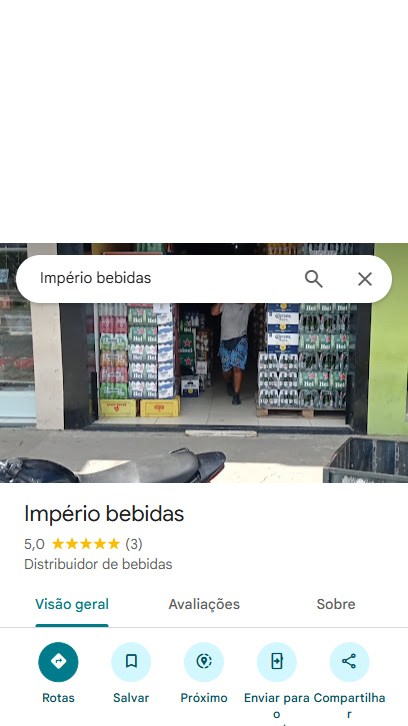 Império bebidas
Império bebidas
5,0 (3)
Distribuidor de bebidas
Visão geral Avaliações Sobre
Rotas Salvar Próximo Enviar para o Compartilhar